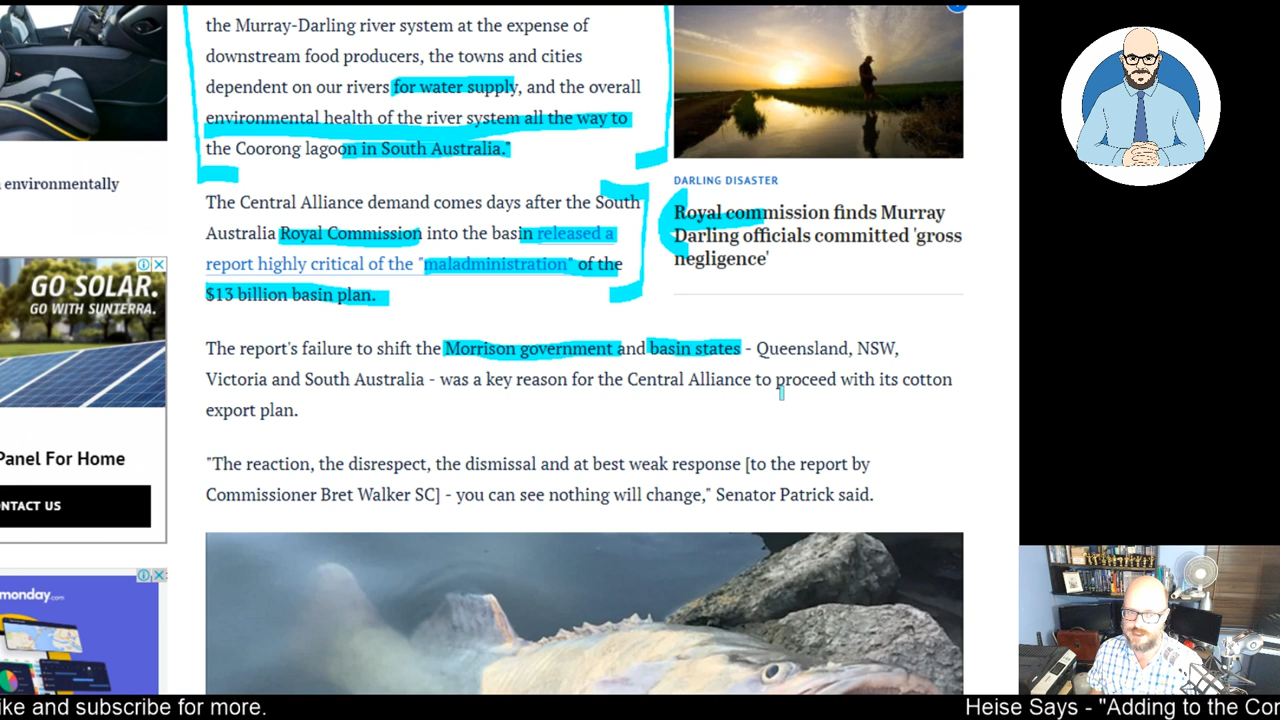 the Murray-Darling river system at the expense of
downstream food producers, the towns and cities
dependent on our rivers for water supply, and the overall
environmental health of the river system all the way to
the Coorong lagoon in South Australia."
The Central Alliance demand comes days after the South
Australia Royal Commission into the basin released a
report highly critical of the "maladministration" of the
$13 billion basin plan.
DARLING DISASTER
Royal commission finds Murray
Darling officials committed 'gross
negligence'
The report's failure to shift the Morrison government and basin states - Queensland, NSW,
Victoria and South Australia - was a key reason for the Central Alliance to proceed with its cotton
export plan.
"The reaction, the disrespect, the dismissal and at best weak response [to the report by
Commissioner Bret Walker SC] - you can see nothing will change," Senator Patrick said.
environmentally
GO SOLAR.
GO WITH SUNTERRA.
Panel For Home
ONTACT US
monday.com
ike and subscribe for more.
Heise Says - "Adding to the Con